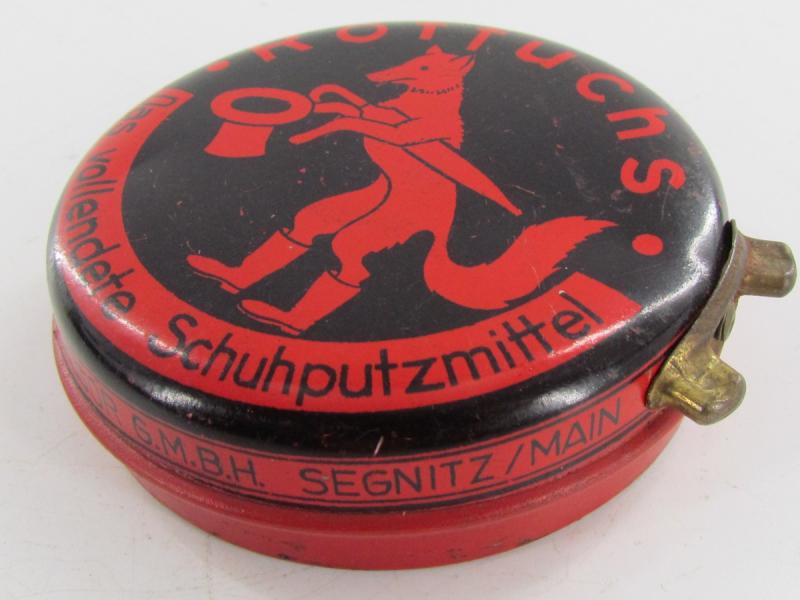 • Rotfuchs •
Das vollendete Schuhputzmittel
G.M.B.H. SEGNITZ/MAIN